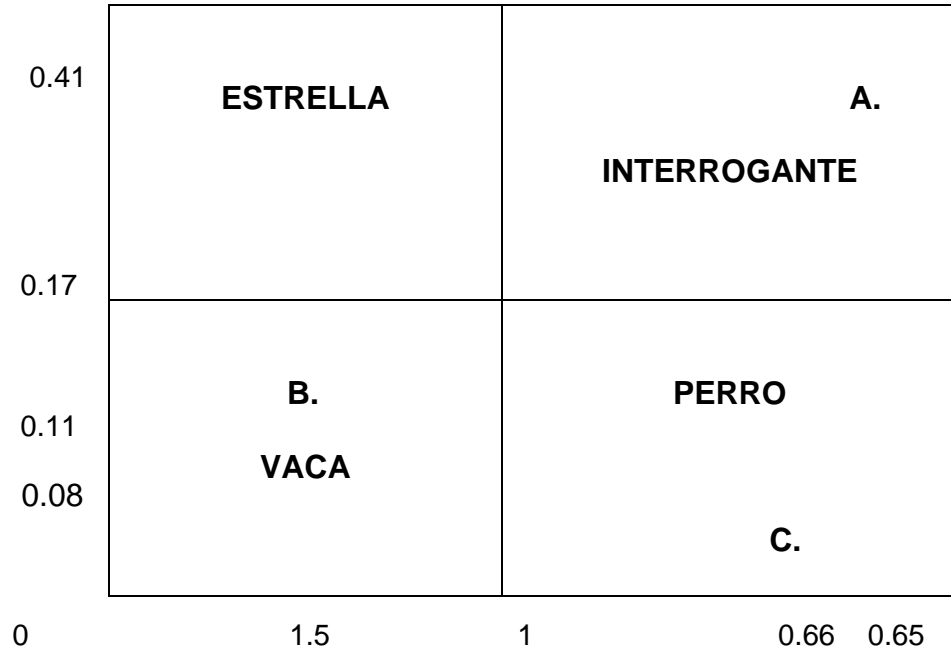 0.41
ESTRELLA A.
INTERROGANTE
0.17
B. PERRO
0.11
VACA
0.08
C.
0 1.5 1 0.66 0.65